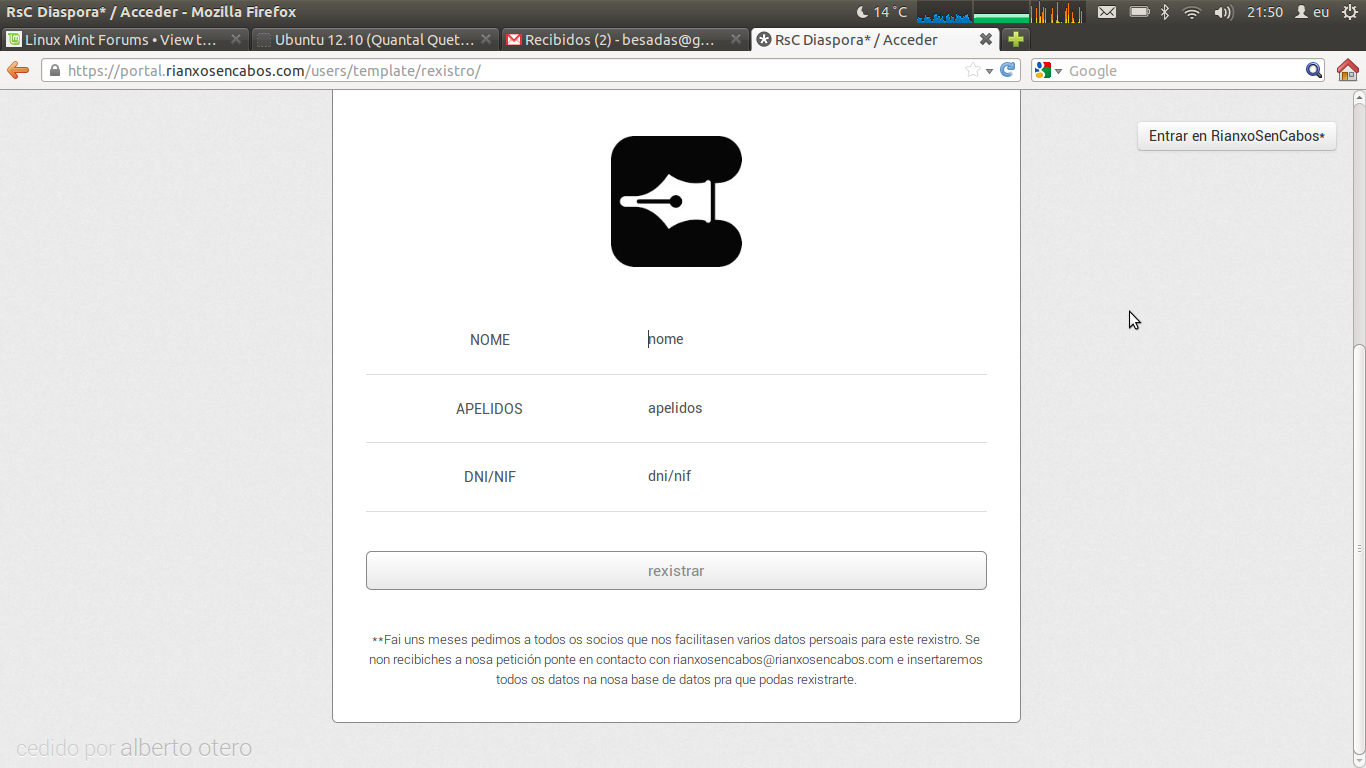 RsC Diaspora* / Acceder - Mozilla Firefox
14°C
21:50
eu
Linux Mint Forums • View t...
Ubuntu 12.10 (Quantal Quet...
Recibidos (2) - besadas@g...
RsC Diaspora* / Acceder
https://portal.rianxosencabos.com/users/template/rexistro/
Google
Entrar en RianxoSenCabos*
NOME
nome
APELIDOS
apelidos
DNI/NIF
dni/nif
rexistrar
**Fai uns meses pedimos a todos os socios que nos facilitasen varios datos persoais para este rexistro. Se
non recibiches a nosa petición ponte en contacto con rianxosencabos@rianxosencabos.com e insertaremos
todos os datos na nosa base de datos pra que podas rexistrarte.
cedido por alberto otero